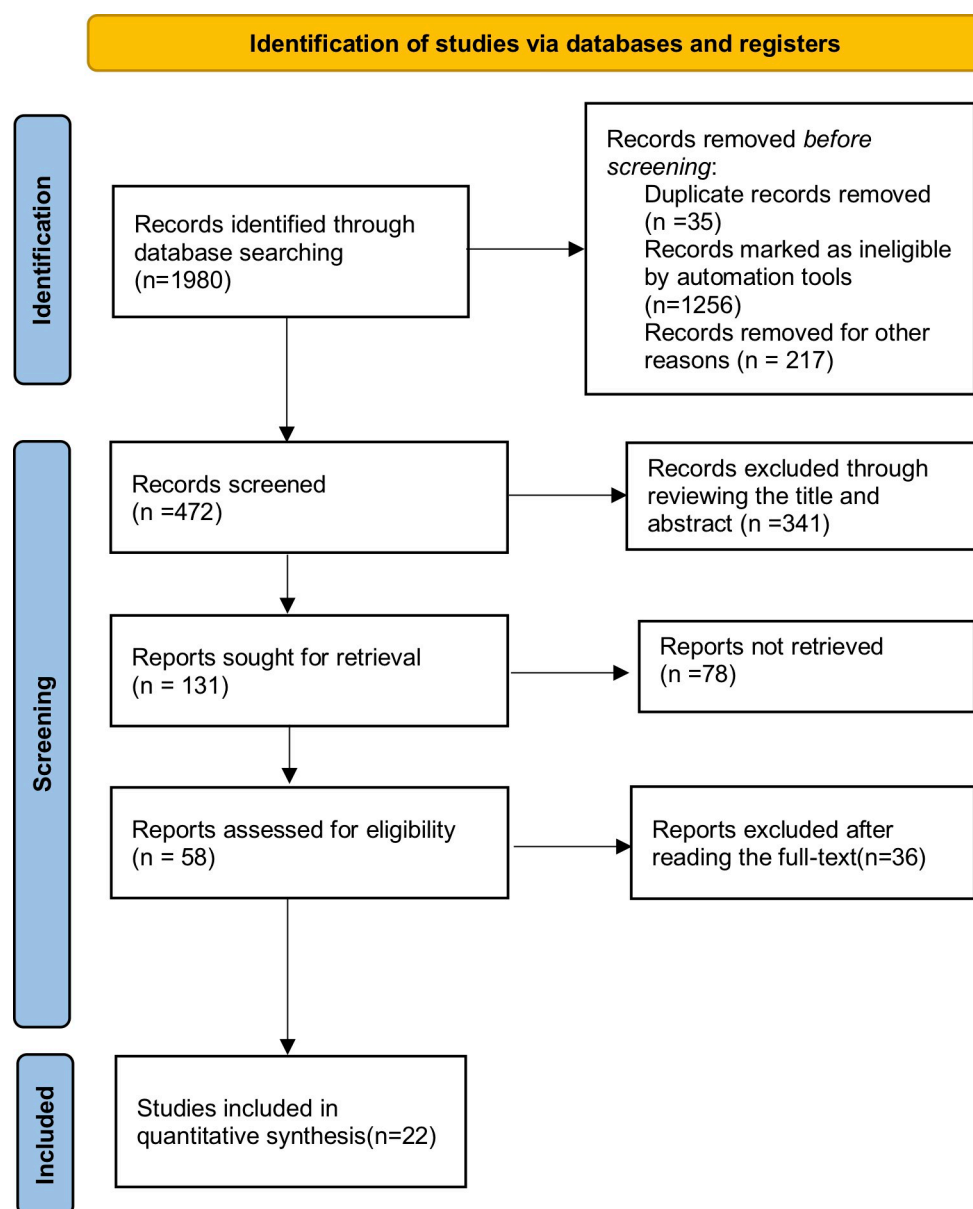 Identification of studies via databases and registers
Identification
Records identified through
database searching
(n=1980)
Records removed before
screening:
Duplicate records removed
(n =35)
Records marked as ineligible
by automation tools
(n=1256)
Records removed for other
reasons (n = 217)
Screening
Records screened
(n =472)
Records excluded through
reviewing the title and
abstract (n =341)
Reports sought for retrieval
(n = 131)
Reports not retrieved
(n =78)
Reports assessed for eligibility
(n = 58)
Reports excluded after
reading the full-text(n=36)
Included
Studies included in
quantitative synthesis(n=22)